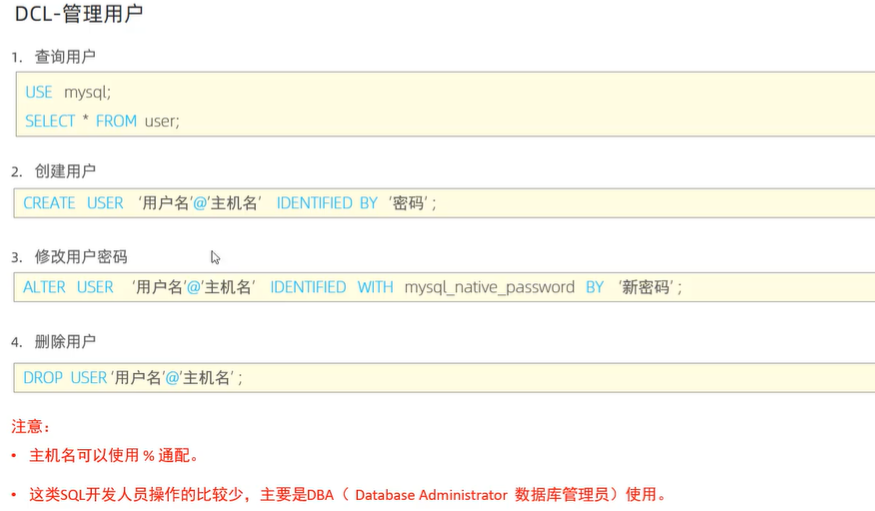 DCL-管理用户
1. 查询用户
USE mysql;
SELECT * FROM user;
2. 创建用户
CREATE USER '用户名'@'主机名' IDENTIFIED BY '密码' ;
3. 修改用户密码
ALTER USER '用户名'@'主机名' IDENTIFIED WITH mysql_native_password BY '新密码' ;
4. 删除用户
DROP USER '用户名'@'主机名' ;
注意：
• 主机名可以使用 % 通配。
• 这类SQL开发人员操作的比较少，主要是DBA（ Database Administrator 数据库管理员）使用。